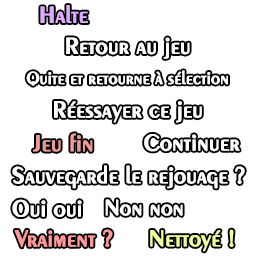 Halte
Retour au jeu
Quite et retourne à sélection
Réessayer ce jeu
Jeu fin Continuer
Sauvegarde le rejouage ?
Oui oui Non non
Vraiment ? Nettoyé !